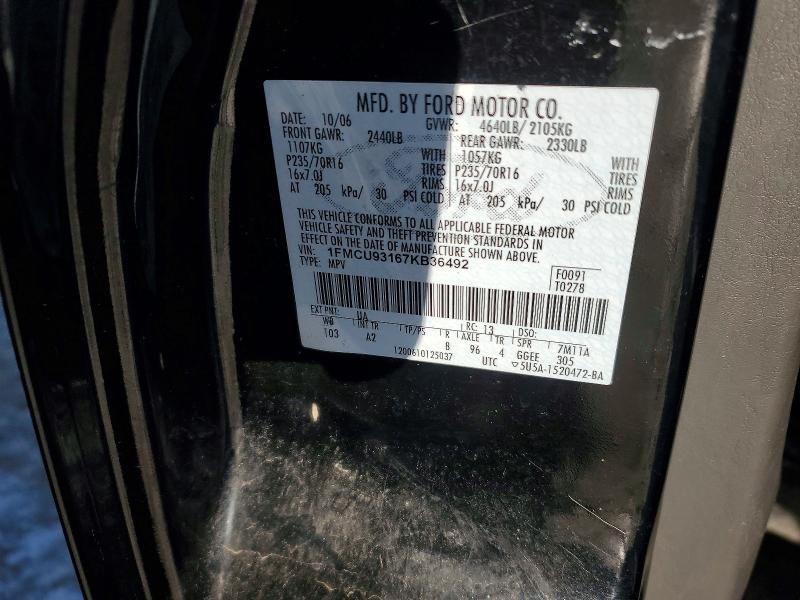 MFD. BY FORD MOTOR CO.
DATE: 10/06 GVWR: 4640LB/ 2105KG
FRONT GAWR: 2440LB REAR GAWR: 2330LB
1107KG WITH 1057KG WITH
P235/70R16 TIRES P235/70R16 TIRES
16x7.0J RIMS 16x7.0J RIMS
AT 205 kPa/ 30 PSI COLD AT 205 kPa/ 30 PSI COLD
THIS VEHICLE CONFORMS TO ALL APPLICABLE FEDERAL MOTOR
VEHICLE SAFETY AND THEFT PREVENTION STANDARDS IN
EFFECT ON THE DATE OF MANUFACTURE SHOWN ABOVE.
VIN: 1FMCU93167KB36492 F0091
TYPE: MPV T0278
EXT PNT: UA RC: 13 DSO:
WB INT TR TP/PS R AXLE TR SPR 7M11A
103 A2 B 96 4 GGEE 305
1200610125037 UTC ▽5U5A-1520472-BA